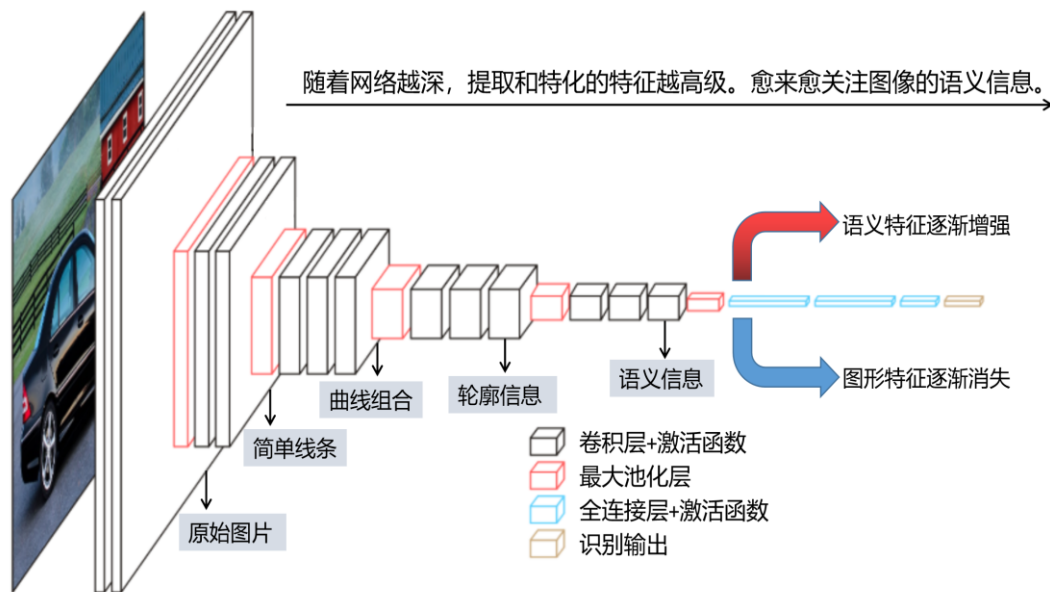 随着网络越深，提取和特化的特征越高级。愈来愈关注图像的语义信息。
语义特征逐渐增强
图形特征逐渐消失
语义信息
轮廓信息
曲线组合
简单线条
原始图片
卷积层+激活函数
最大池化层
全连接层+激活函数
识别输出